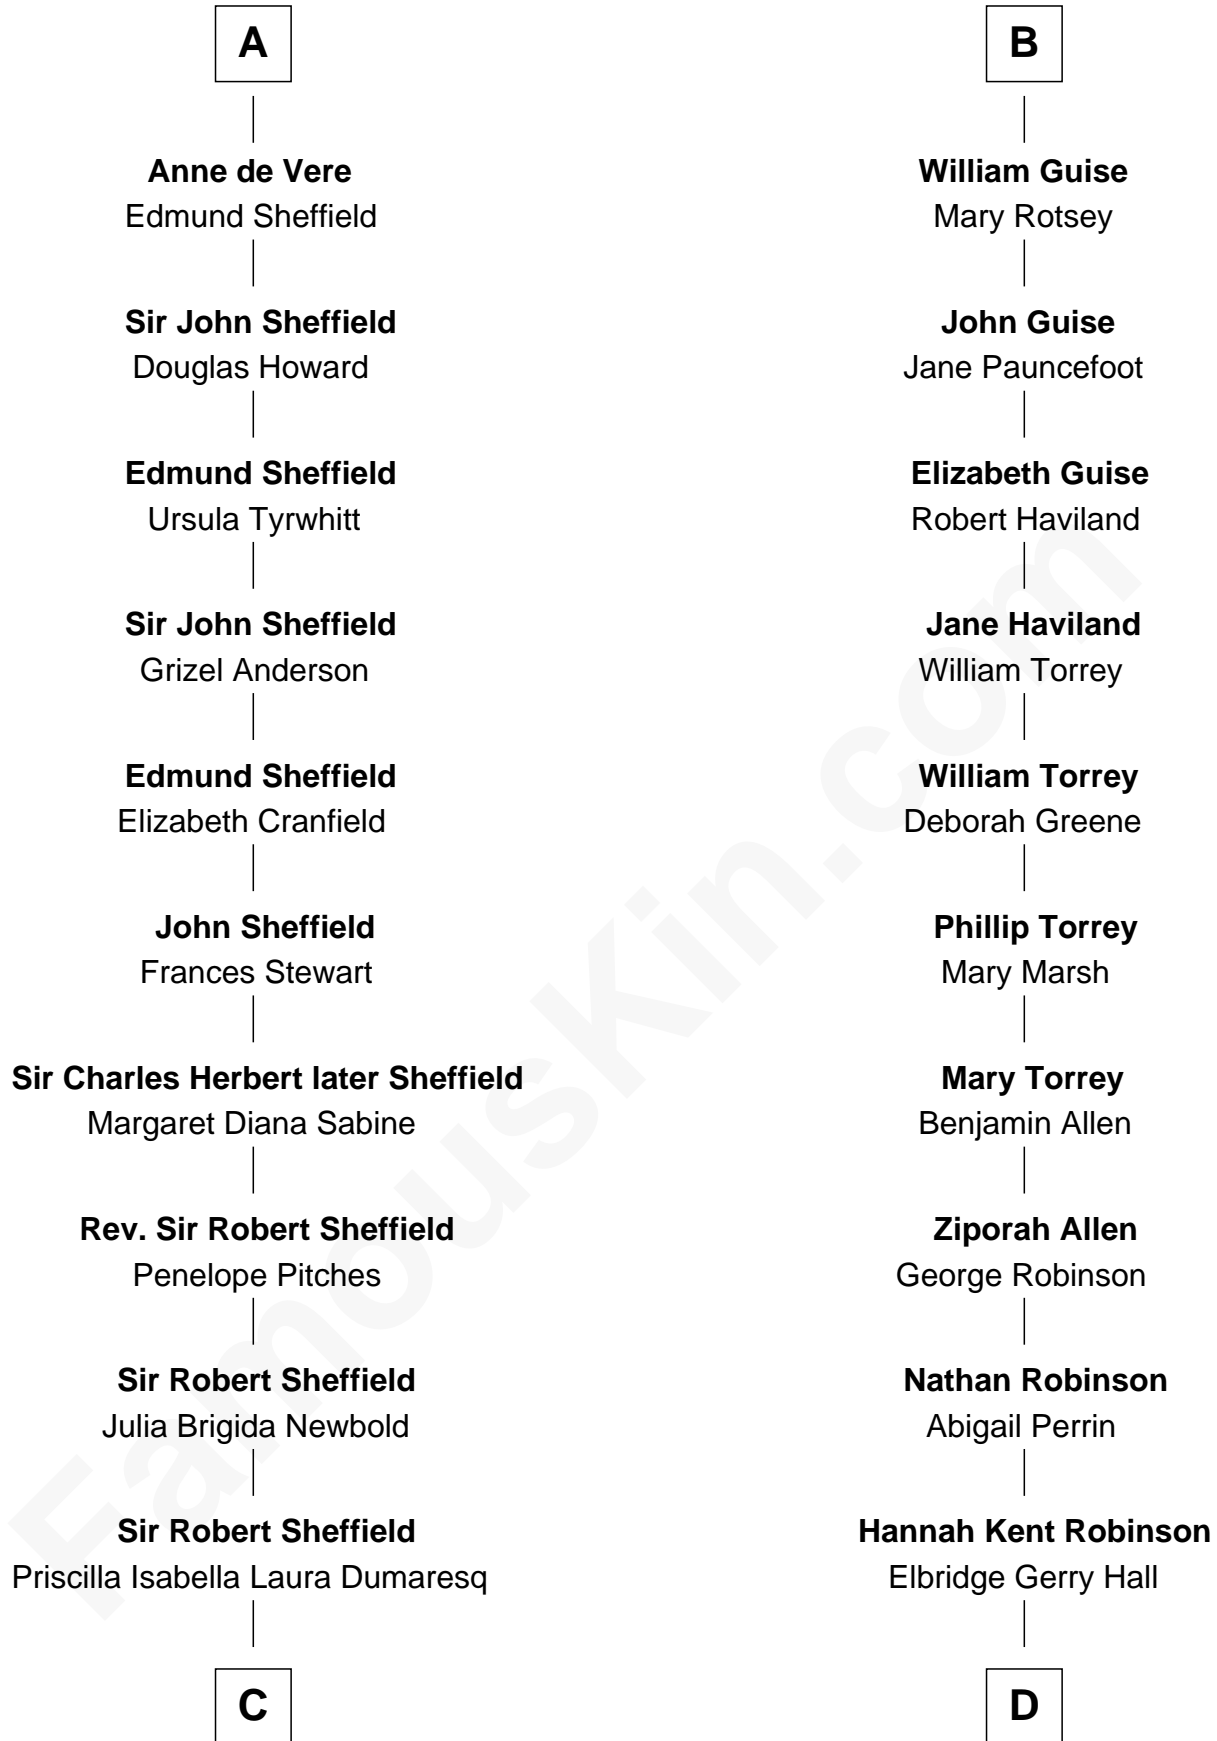 A
Anne de Vere
Edmund Sheffield
Sir John Sheffield
Douglas Howard
Edmund Sheffield
Ursula Tyrwhitt
Sir John Sheffield
Grizel Anderson
Edmund Sheffield
Elizabeth Cranfield
John Sheffield
Frances Stewart
Sir Charles Herbert later Sheffield
Margaret Diana Sabine
Rev. Sir Robert Sheffield
Penelope Pitches
Sir Robert Sheffield
Julia Brigida Newbold
Sir Robert Sheffield
Priscilla Isabella Laura Dumaresq
C
B
William Guise
Mary Rotsey
John Guise
Jane Pauncefoot
Elizabeth Guise
Robert Haviland
Jane Haviland
William Torrey
William Torrey
Deborah Greene
Phillip Torrey
Mary Marsh
Mary Torrey
Benjamin Allen
Ziporah Allen
George Robinson
Nathan Robinson
Abigail Perrin
Hannah Kent Robinson
Elbridge Gerry Hall
D
FamousKin.com